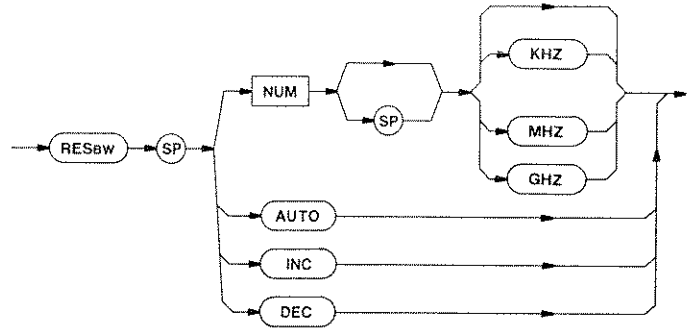 KHZ
NUM
SP
RESBW
SP
MHZ
GHZ
AUTO
INC
DEC